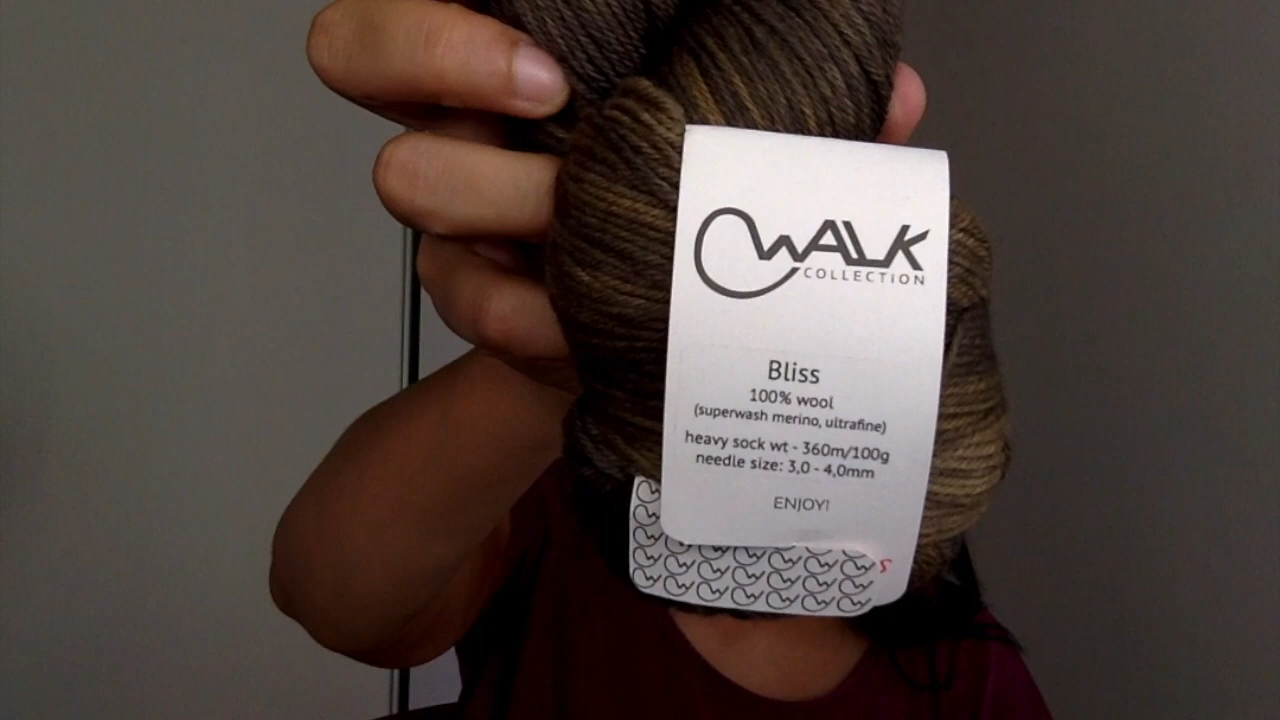 WALK
COLLECTION
Bliss
100% wool
(superwash merino, ultrafine)
heavy sock wt - 360m/100g
needle size: 3,0 - 4,0mm
ENJOY!